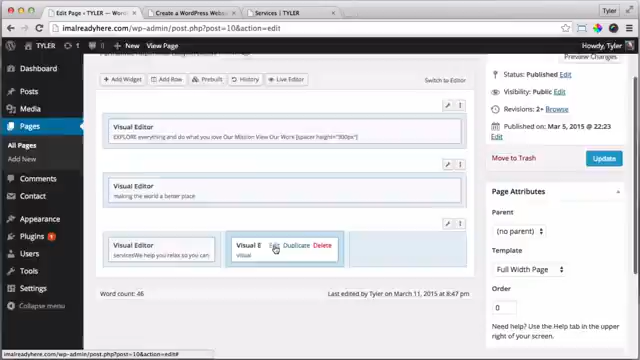 Edit Page ‹ TYLER — Wor
Create a WordPress Websi
Services | TYLER
Tyler
imalreadyhere.com/wp-admin/post.php?post=10&action=edit
TYLER
1
0
New
View Page
Howdy, Tyler
Dashboard
Posts
Media
Pages
All Pages
Add New
Comments
Contact
Appearance
Plugins 1
Users
Tools
Settings
Collapse menu
Add Widget
Add Row
Prebuilt
History
Live Editor
Switch to Editor
Visual Editor
EXPLORE everything and do what you love Our Mission View Our Work [spacer height="300px"]
Visual Editor
making the world a better place
Visual Editor
servicesWe help you relax.so you can
Visual E
Edit Duplicate Delete
visual
Word count: 46
Last edited by Tyler on March 11, 2015 at 8:47 pm
Preview Changes
Status: Published Edit
Visibility: Public Edit
Revisions: 2+ Browse
Published on: Mar 5, 2015 @ 22:23
Edit
Move to Trash
Update
Page Attributes
Parent
(no parent)
Template
Full Width Page
Order
0
Need help? Use the Help tab in the upper
right of your screen.
imalreadyhere.com/wp-admin/post.php?post=10&action=edit#